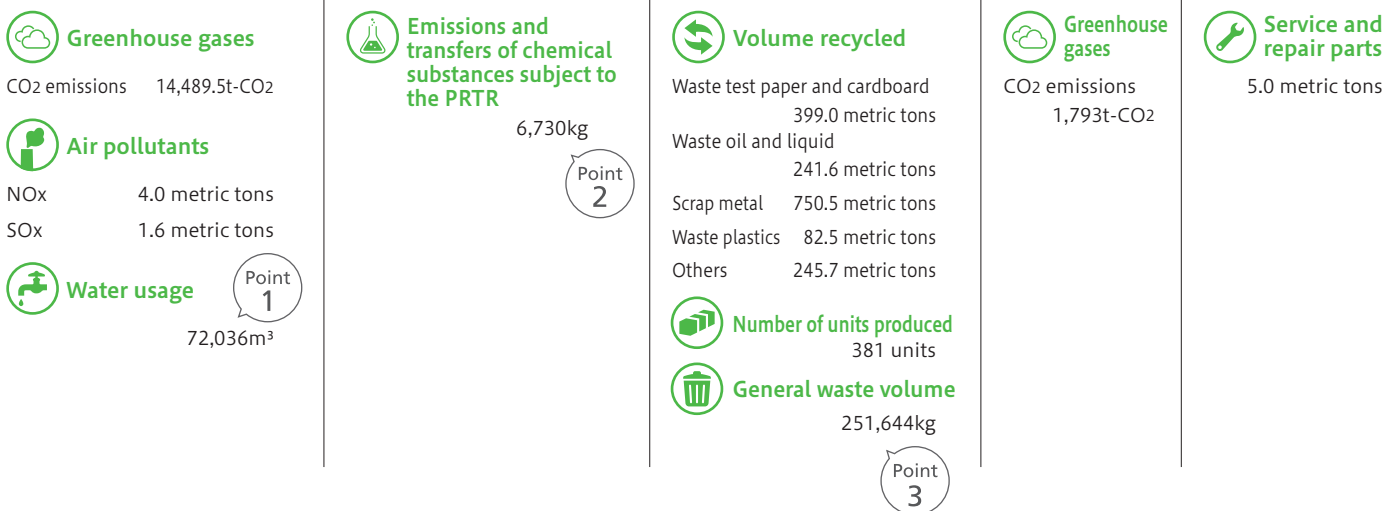 Greenhouse gases
CO2 emissions 14,489.5t-CO2
Air pollutants
NOx 4.0 metric tons
SOx 1.6 metric tons
Water usage
Point
1
72,036m³
Emissions and
transfers of chemical
substances subject to
the PRTR
6,730kg
Point
2
Volume recycled
Waste test paper and cardboard
399.0 metric tons
Waste oil and liquid
241.6 metric tons
Scrap metal 750.5 metric tons
Waste plastics 82.5 metric tons
Others 245.7 metric tons
Number of units produced
381 units
General waste volume
251,644kg
Point
3
Greenhouse
gases
CO2 emissions
1,793t-CO2
Service and
repair parts
5.0 metric tons